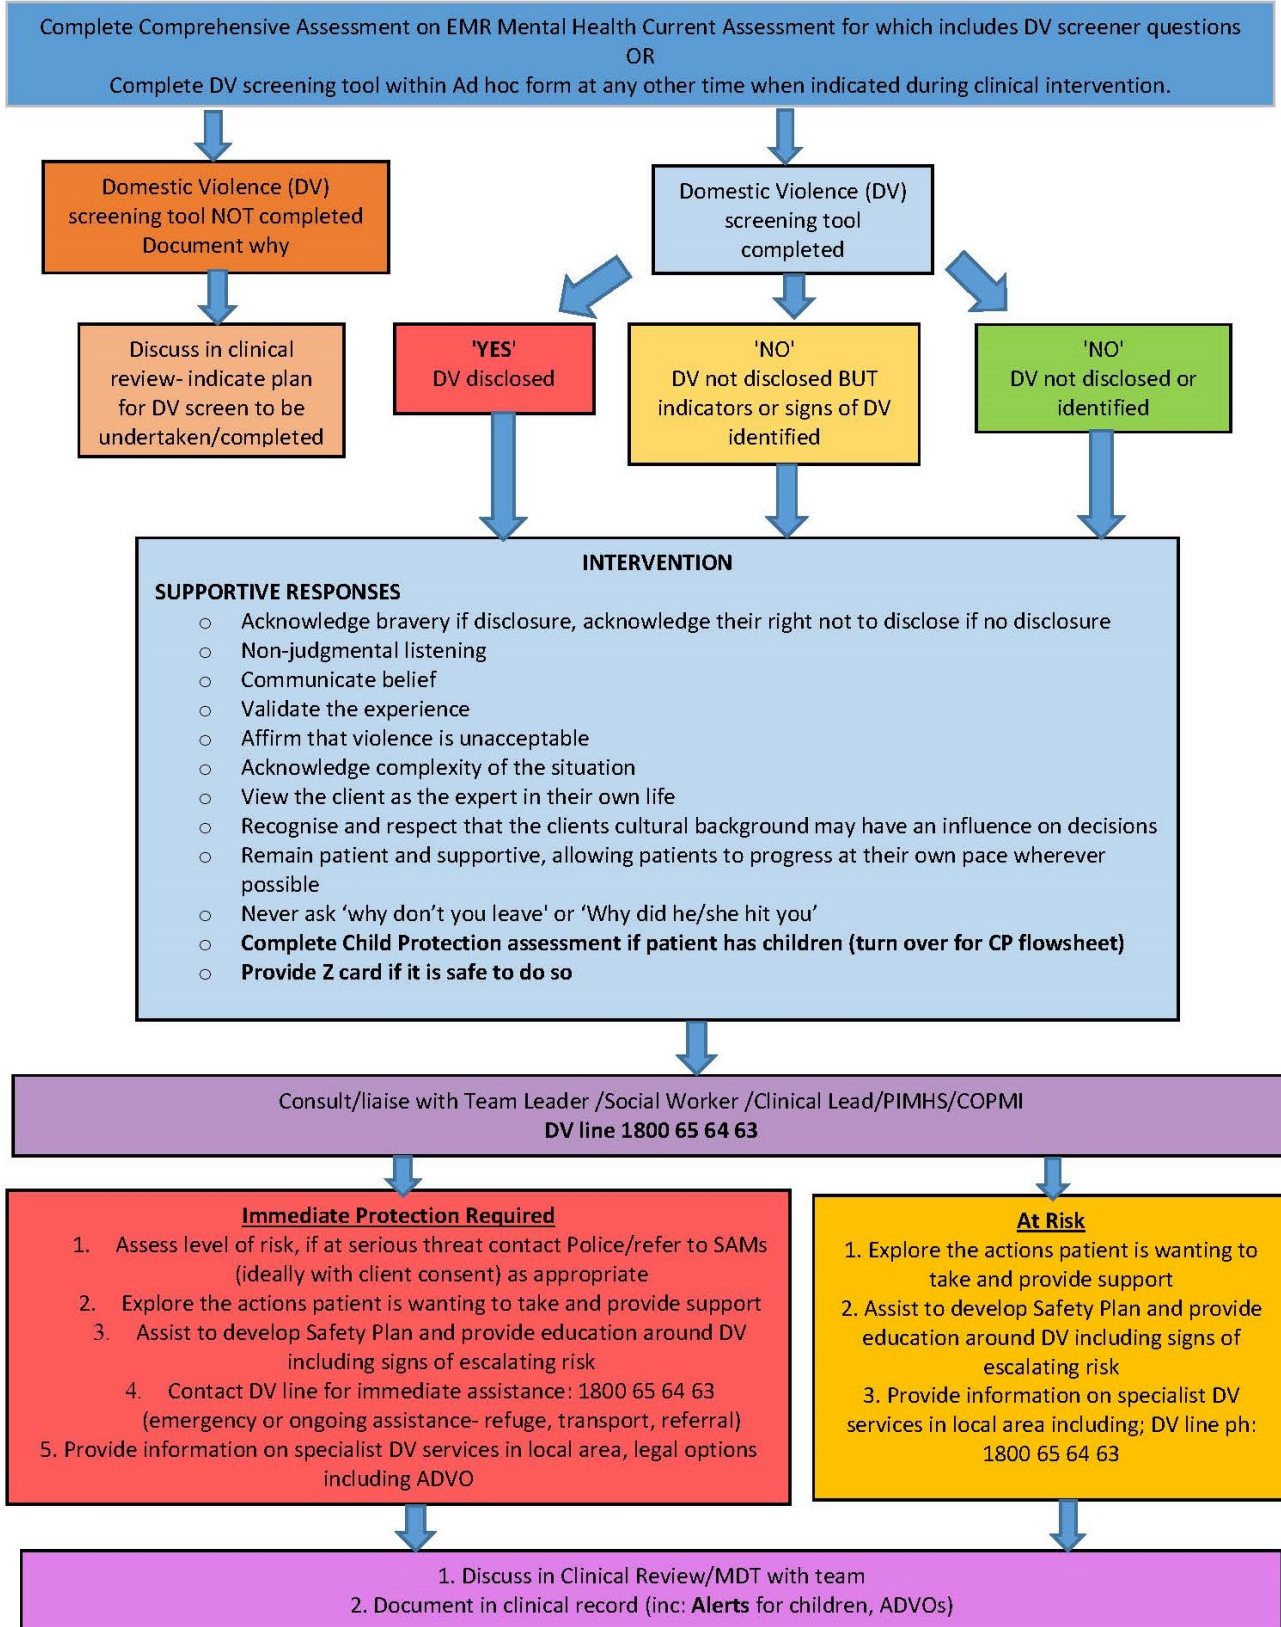 Complete Comprehensive Assessment on EMR Mental Health Current Assessment for which includes DV screener questions
OR
Complete DV screening tool within Ad hoc form at any other time when indicated during clinical intervention.
Domestic Violence (DV)
screening tool NOT completed
Document why
Domestic Violence (DV)
screening tool
completed
Discuss in clinical
review- indicate plan
for DV screen to be
undertaken/completed
'YES'
DV disclosed
'NO'
DV not disclosed BUT
indicators or signs of DV
identified
'NO'
DV not disclosed or
identified
INTERVENTION
SUPPORTIVE RESPONSES
o Acknowledge bravery if disclosure, acknowledge their right not to disclose if no disclosure
o Non-judgmental listening
o Communicate belief
o Validate the experience
o Affirm that violence is unacceptable
o Acknowledge complexity of the situation
o View the client as the expert in their own life
o Recognise and respect that the clients cultural background may have an influence on decisions
o Remain patient and supportive, allowing patients to progress at their own pace wherever
possible
o Never ask ‘why don’t you leave' or ‘Why did he/she hit you’
o Complete Child Protection assessment if patient has children (turn over for CP flowsheet)
o Provide Z card if it is safe to do so
Consult/liaise with Team Leader /Social Worker /Clinical Lead/PIMHS/COPMI
DV line 1800 65 64 63
Immediate Protection Required
1. Assess level of risk, if at serious threat contact Police/refer to SAMs
(ideally with client consent) as appropriate
2. Explore the actions patient is wanting to take and provide support
3. Assist to develop Safety Plan and provide education around DV
including signs of escalating risk
4. Contact DV line for immediate assistance: 1800 65 64 63
(emergency or ongoing assistance- refuge, transport, referral)
5. Provide information on specialist DV services in local area, legal options
including ADVO
At Risk
1. Explore the actions patient is wanting to
take and provide support
2. Assist to develop Safety Plan and provide
education around DV including signs of
escalating risk
3. Provide information on specialist DV
services in local area including; DV line ph:
1800 65 64 63
1. Discuss in Clinical Review/MDT with team
2. Document in clinical record (inc: Alerts for children, ADVOs)